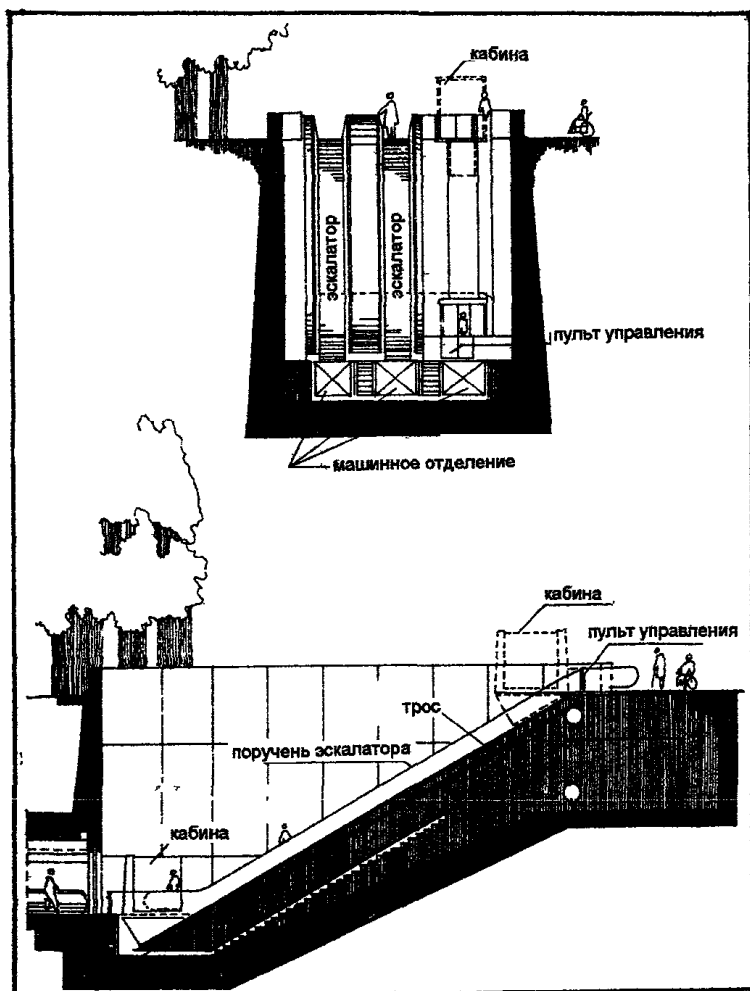 кабина
эскалатор
эскалатор
пульт управления
машинное отделение
кабина
пульт управления
трос
поручень эскалатора
кабина